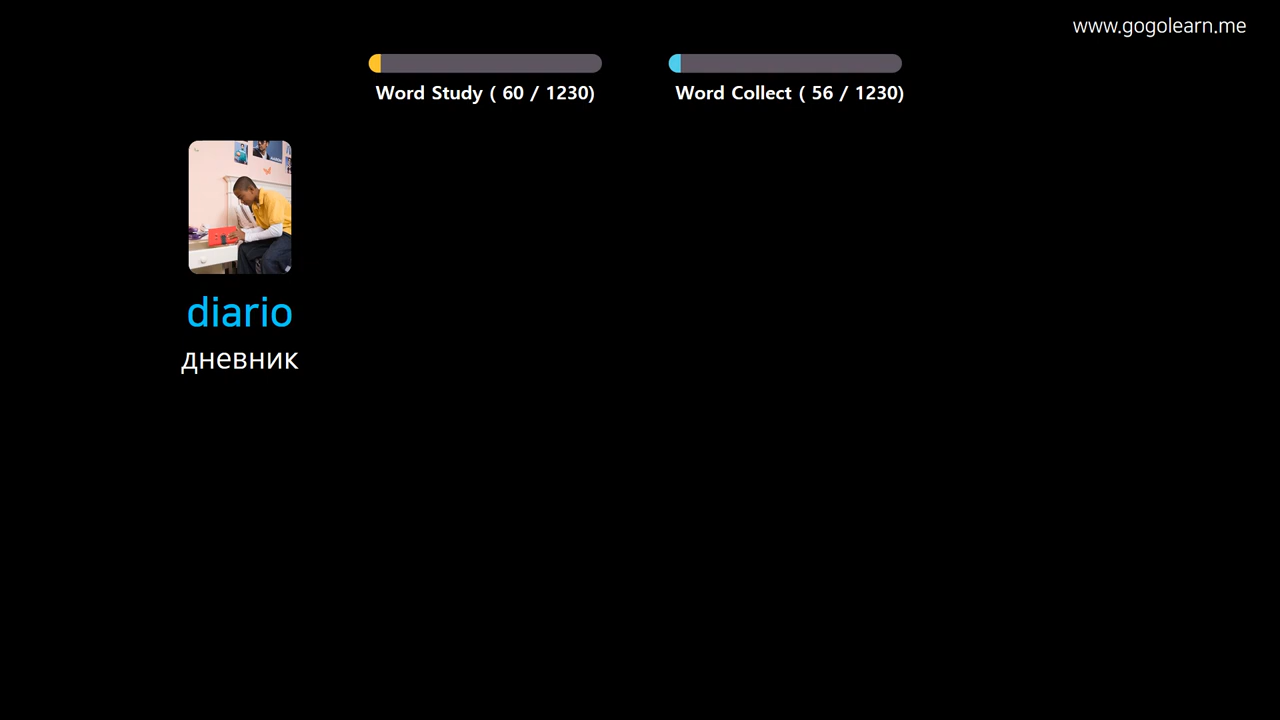 www.gogolearn.me
Word Study ( 60 / 1230)
Word Collect ( 56 / 1230)
diario
дневник